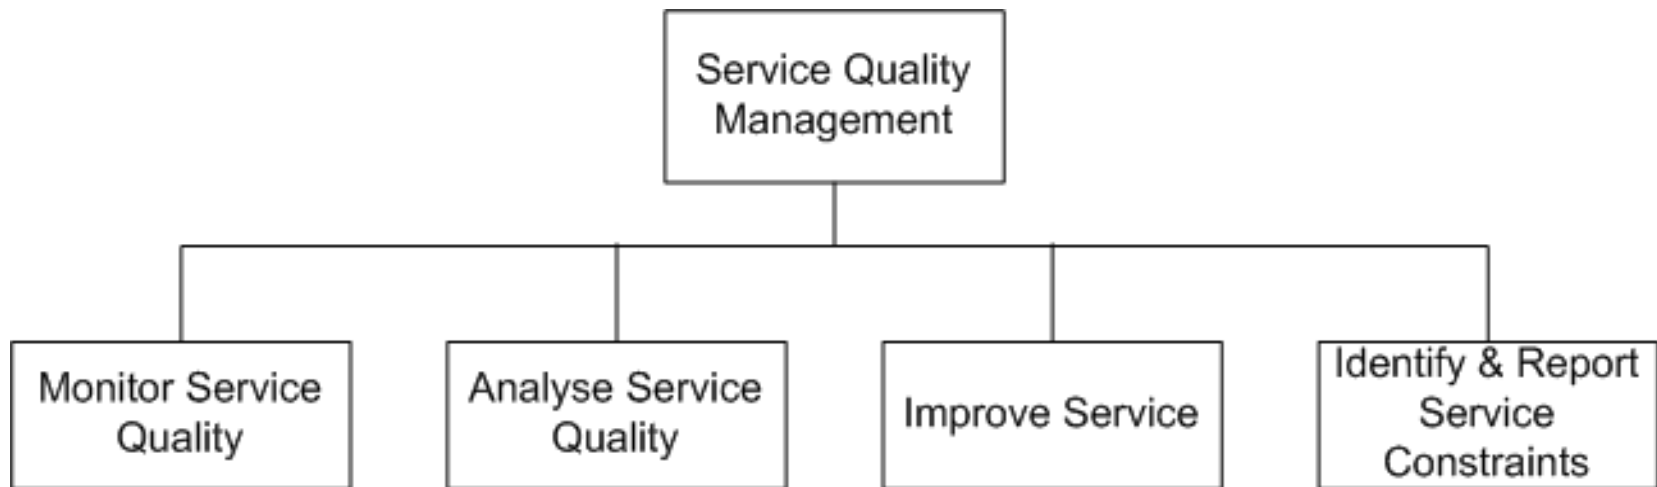 Service Quality
Management
Monitor Service
Quality
Analyse Service
Quality
Improve Service
Identify & Report
Service
Constraints